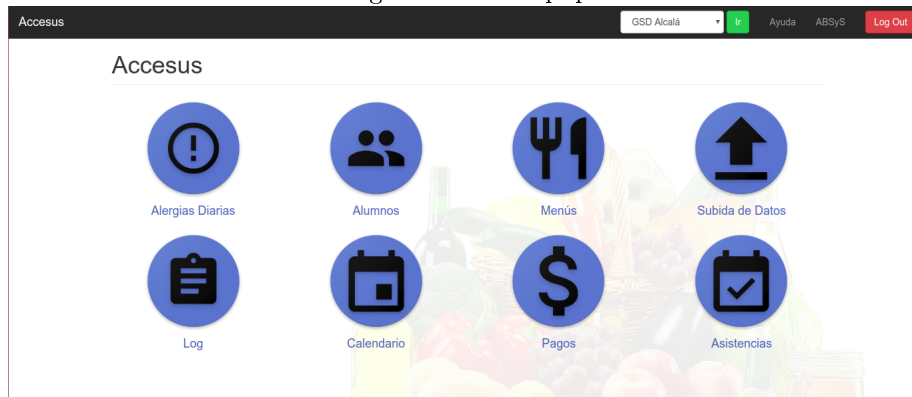 Accesus
GSD Alcalá
Ir
Ayuda
ABSyS
Log Out
Accesus
Alergias Diarias
Alumnos
Menús
Subida de Datos
Log
Calendario
Pagos
Asistencias